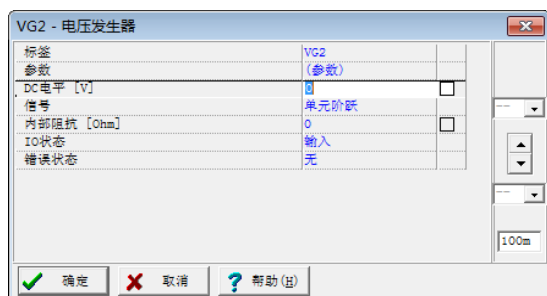 VG2 - 电压发生器
标签 VG2
参数 (参数)
DC电平 [V] 0
信号 单元阶跃
内部阻抗 [Ohm] 0
IO状态 输入
错误状态 无
--
--
100m
确定 取消 帮助(H)